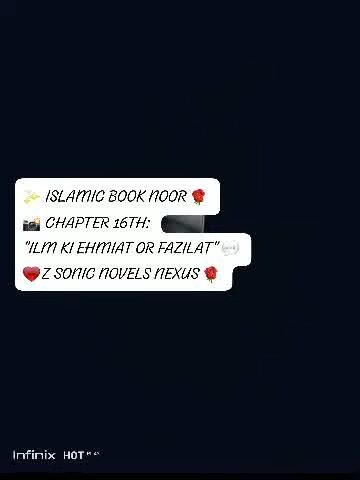 ISLAMIC BOOK NOOR 🌹
📸 CHAPTER 16TH:
"ILM KI EHMIAT OR FAZILAT"
❤️Z SONIC NOVELS NEXUS 🌹
Infinix HOT